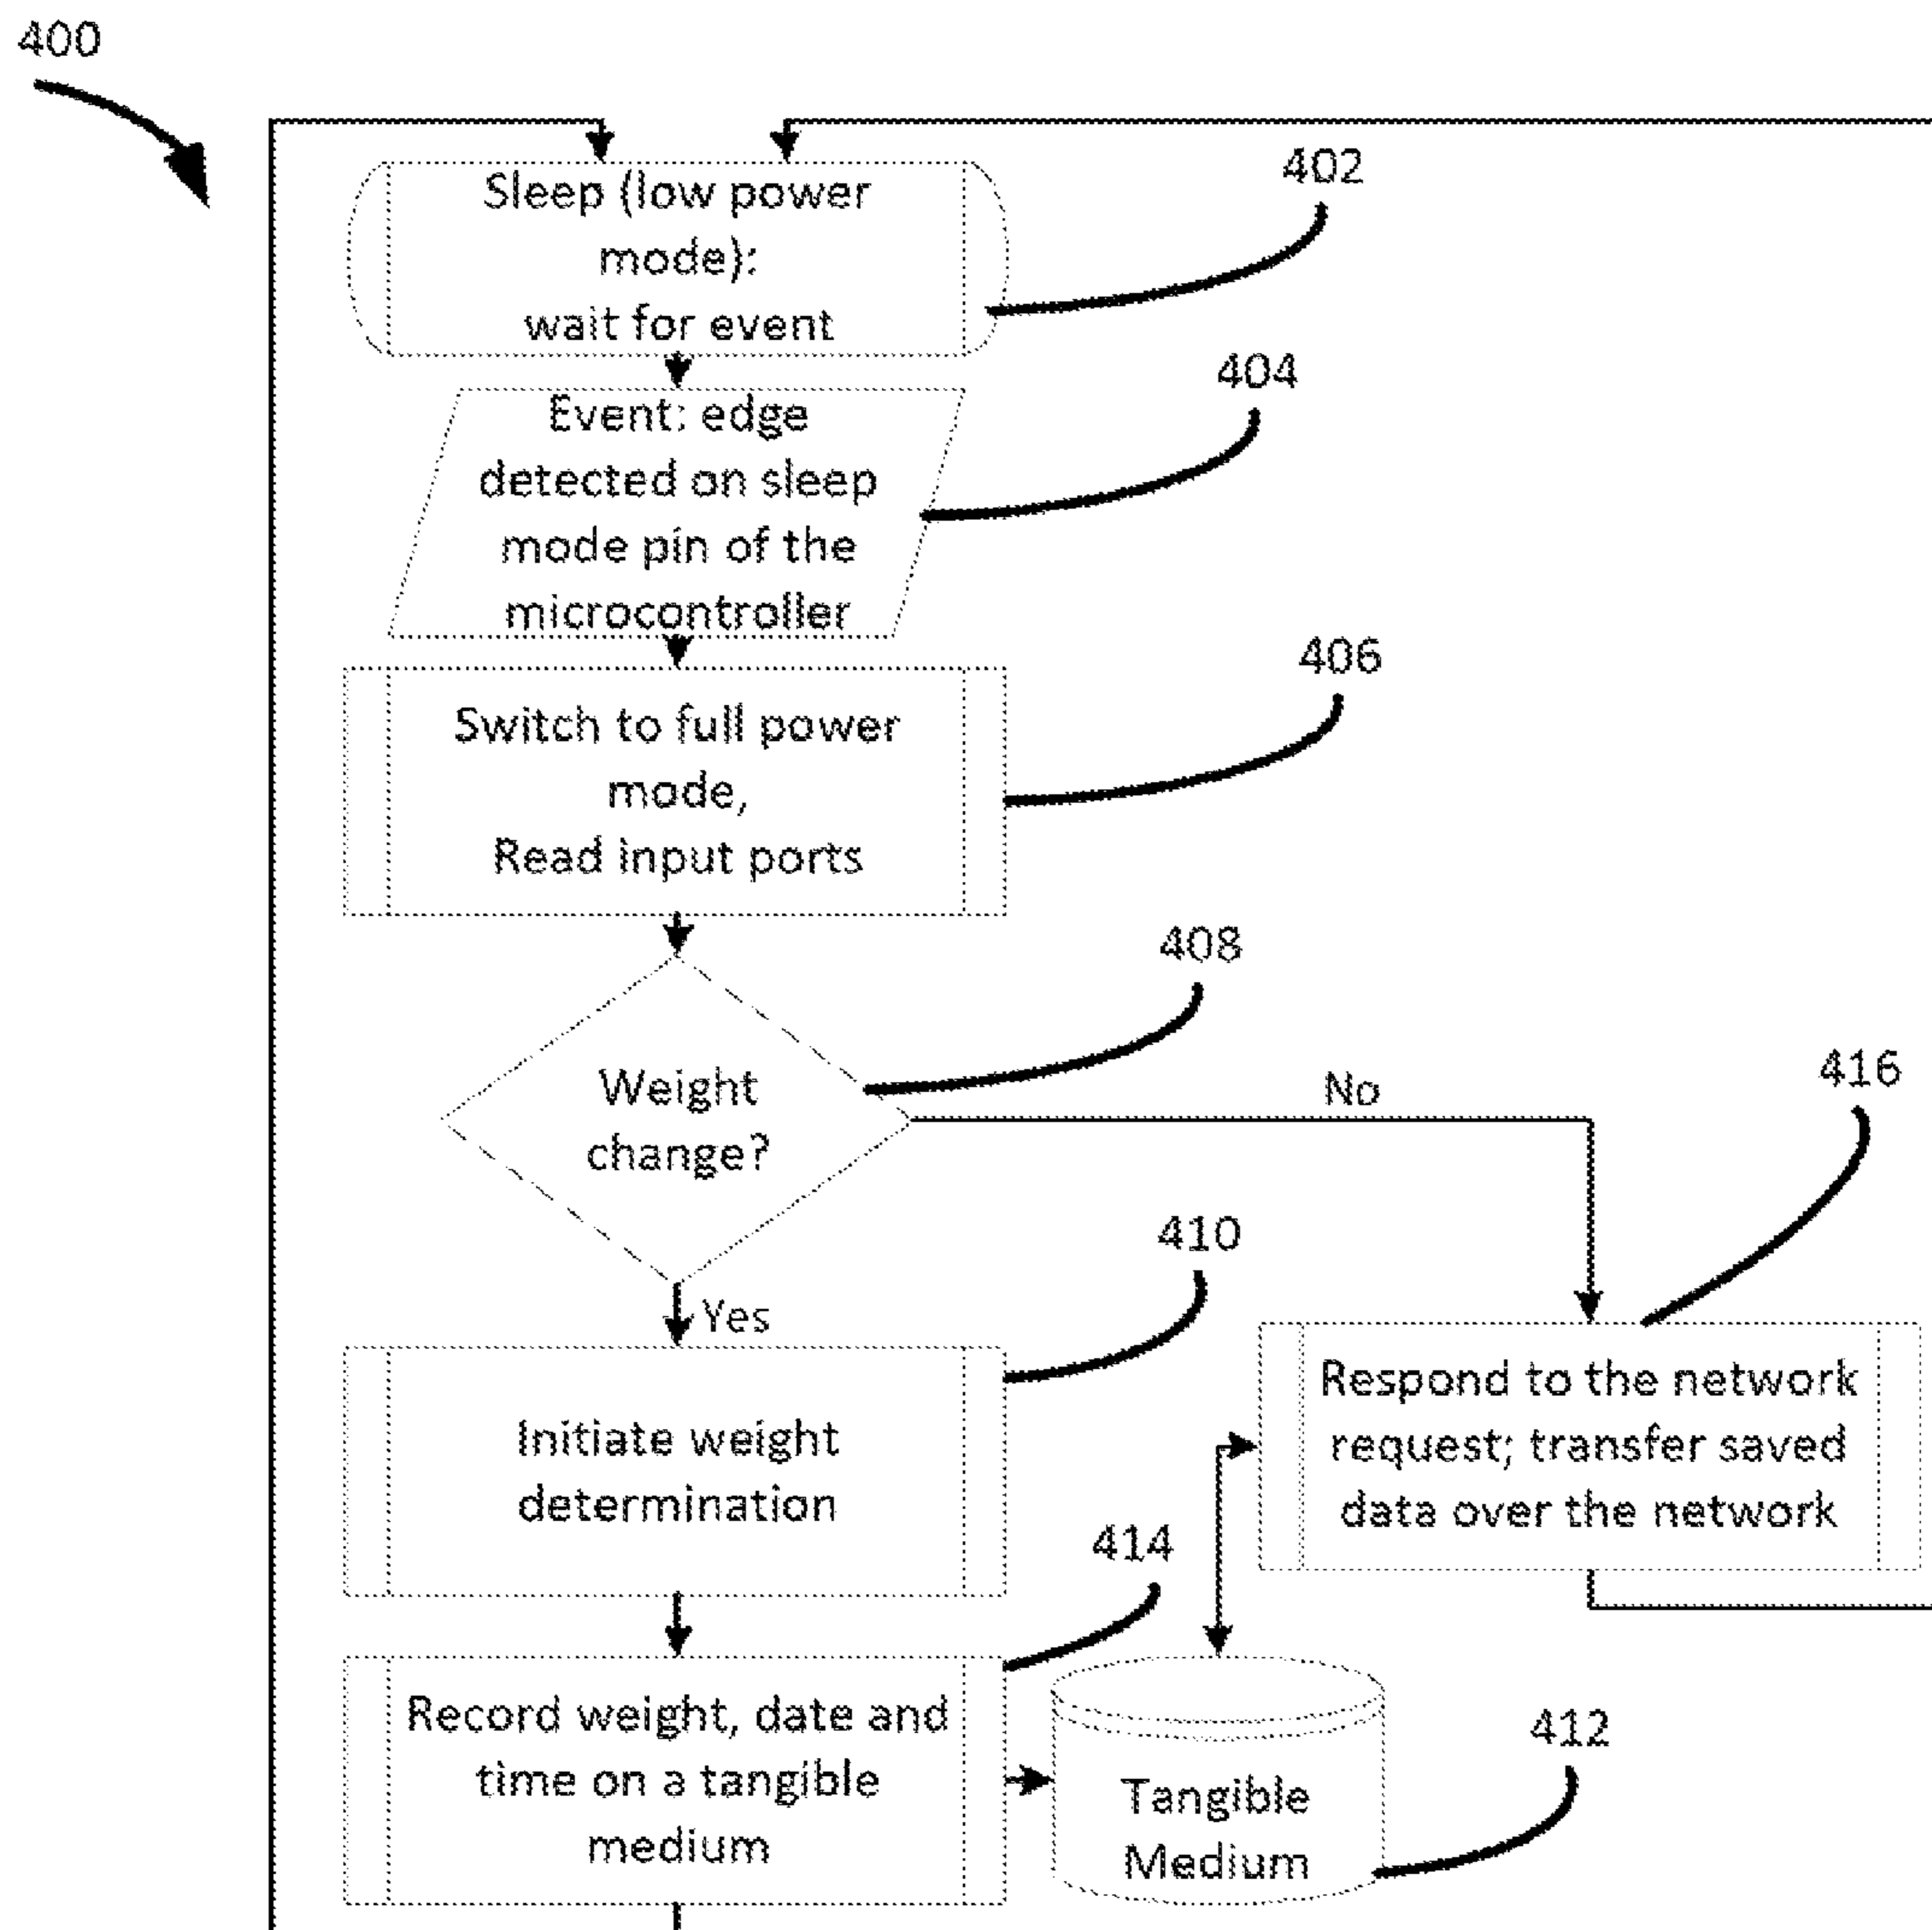 400
Sleep (low power
mode):
wait for event
402
Event: edge
detected on sleep
mode pin of the
microcontroller
404
Switch to full power
mode,
Read input ports
406
Weight
change?
408
No
Yes
416
Initiate weight
determination
410
Respond to the network
request; transfer saved
data over the network
414
Record weight, date and
time on a tangible
medium
Tangible
Medium
412